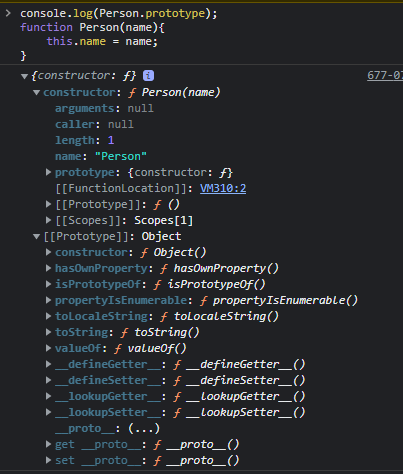 console.log(Person.prototype);
function Person(name){
this.name = name;
}
{constructor: ƒ} i 677-07
constructor: ƒ Person(name)
arguments: null
caller: null
length: 1
name: "Person"
prototype: {constructor: ƒ}
[[FunctionLocation]]: VM310:2
[[Prototype]]: ƒ ()
[[Scopes]]: Scopes[1]
[[Prototype]]: Object
constructor: ƒ Object()
hasOwnProperty: ƒ hasOwnProperty()
isPrototypeOf: ƒ isPrototypeOf()
propertyIsEnumerable: ƒ propertyIsEnumerable()
toLocaleString: ƒ toLocaleString()
toString: ƒ toString()
valueOf: ƒ valueOf()
__defineGetter__: ƒ __defineGetter__()
__defineSetter__: ƒ __defineSetter__()
__lookupGetter__: ƒ __lookupGetter__()
__lookupSetter__: ƒ __lookupSetter__()
__proto__: (...)
get __proto__: ƒ __proto__()
set __proto__: ƒ __proto__()